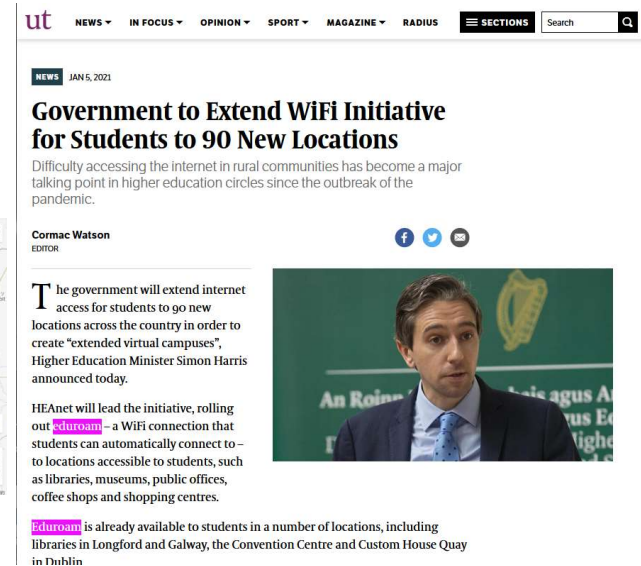 ut NEWS IN FOCUS OPINION SPORT MAGAZINE RADIUS SECTIONS Search
NEWS JAN 5, 2021
Government to Extend WiFi Initiative
for Students to 90 New Locations
Difficulty accessing the internet in rural communities has become a major
talking point in higher education circles since the outbreak of the
pandemic.
Cormac Watson
EDITOR
The government will extend internet
access for students to 90 new
locations across the country in order to
create “extended virtual campuses”,
Higher Education Minister Simon Harris
announced today.
HEAnet will lead the initiative, rolling
out eduroam – a WiFi connection that
students can automatically connect to –
to locations accessible to students, such
as libraries, museums, public offices,
coffee shops and shopping centres.
An Roinn
agus
Eduroam is already available to students in a number of locations, including
libraries in Longford and Galway, the Convention Centre and Custom House Quay
in Dublin